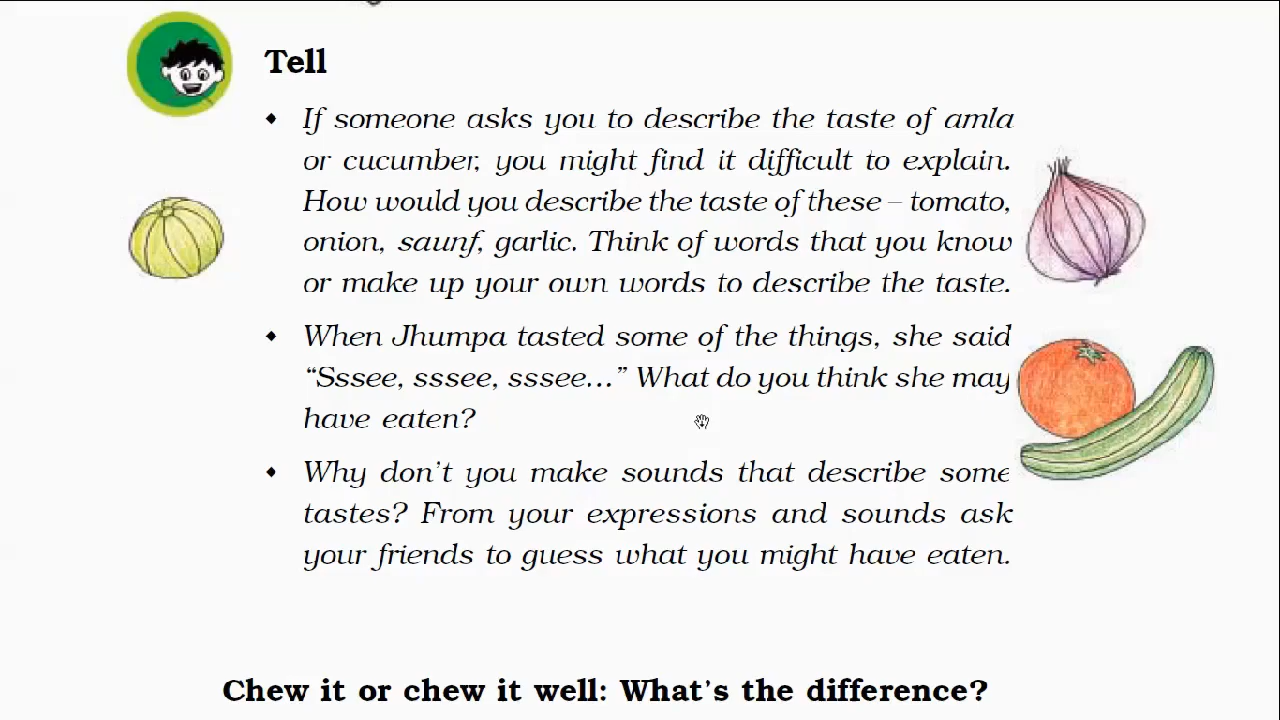 Tell
⬥ If someone asks you to describe the taste of amla
or cucumber, you might find it difficult to explain.
How would you describe the taste of these – tomato,
onion, saunf, garlic. Think of words that you know
or make up your own words to describe the taste.
⬥ When Jhumpa tasted some of the things, she said
“Sssee, sssee, sssee...” What do you think she may
have eaten?
⬥ Why don’t you make sounds that describe some
tastes? From your expressions and sounds ask
your friends to guess what you might have eaten.
Chew it or chew it well: What’s the difference?